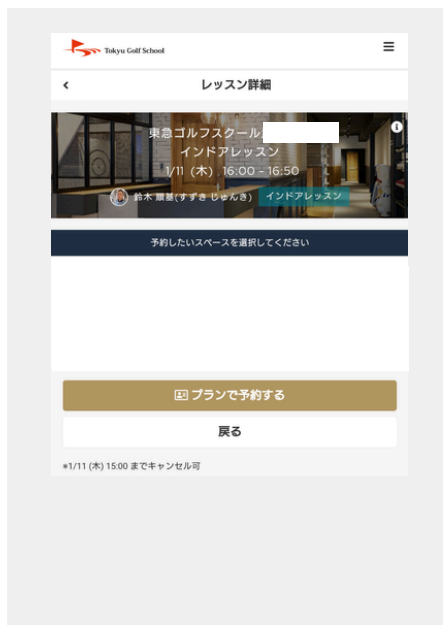 Tokyu Golf School
レッスン詳細
東急ゴルフスクール
インドアレッスン
1/11 (木) 16:00 - 16:50
鈴木 順基(すずき じゅんき) インドアレッスン
予約したいスペースを選択してください
プランで予約する
戻る
*1/11 (木) 15:00 までキャンセル可